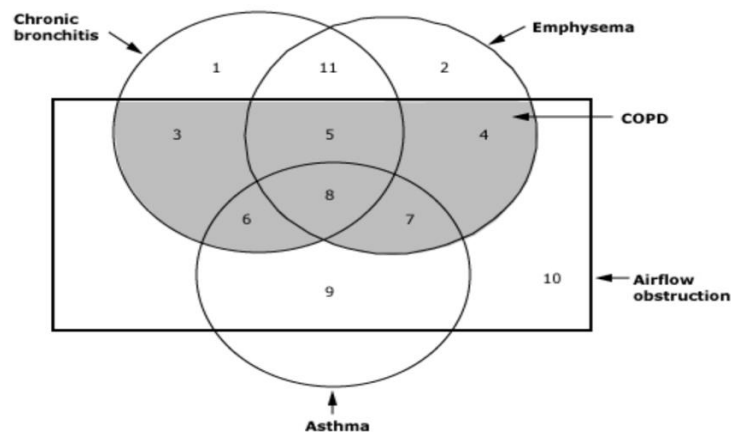 Chronic
bronchitis
Emphysema
1
11
2
COPD
3
5
4
8
6
7
10
Airflow
obstruction
9
Asthma